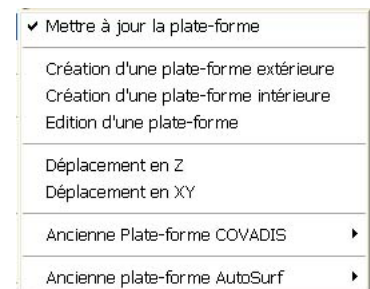 Mettre à jour la plate-forme
Création d'une plate-forme extérieure
Création d'une plate-forme intérieure
Edition d'une plate-forme
Déplacement en Z
Déplacement en XY
Ancienne Plate-forme COVADIS
Ancienne plate-forme AutoSurf